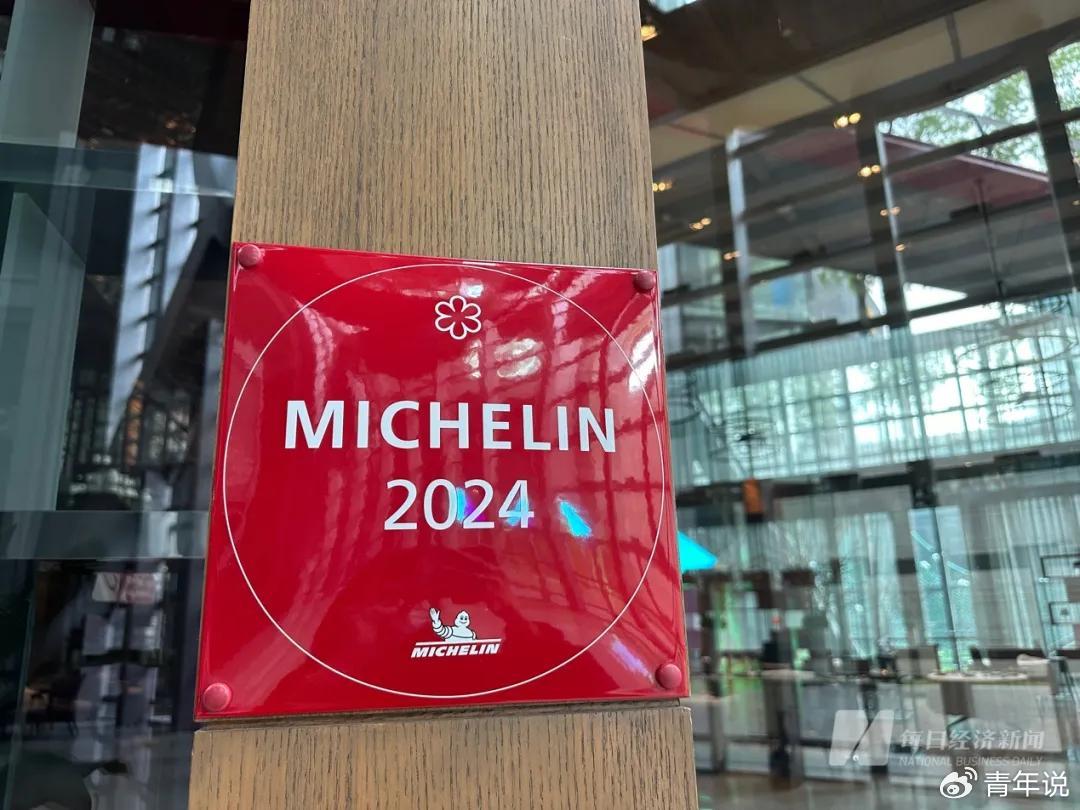 MICHELIN
2024
MICHELIN
每日经济新闻
NATIONAL BUSINESS DAILY
青年说